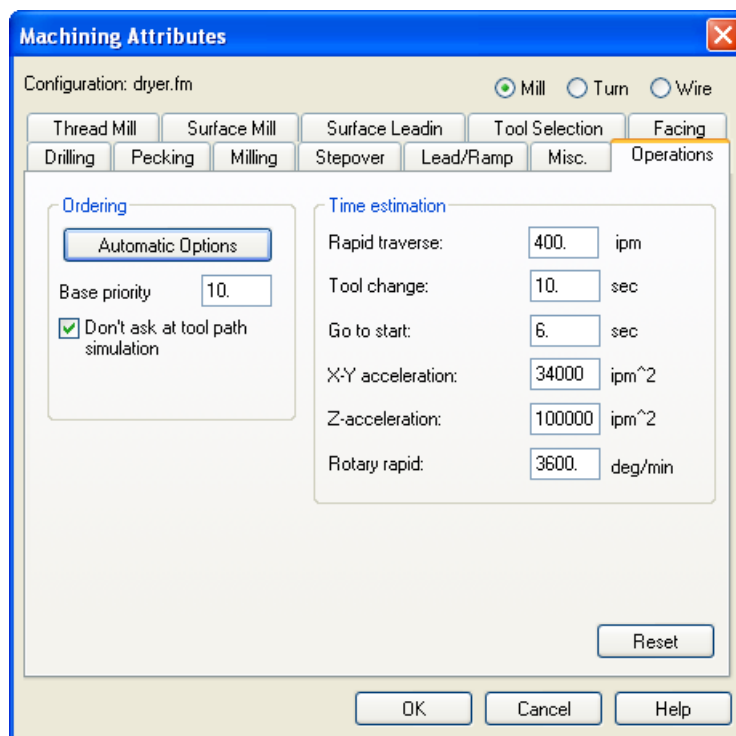 Machining Attributes
Configuration: dryer.fm
Mill Turn Wire
Thread Mill Surface Mill Surface Leadin Tool Selection Facing
Drilling Pecking Milling Stepover Lead/Ramp Misc. Operations
Ordering
Automatic Options
Base priority 10.
Don't ask at tool path
simulation
Time estimation
Rapid traverse: 400. ipm
Tool change: 10. sec
Go to start: 6. sec
X-Y acceleration: 34000 ipm^2
Z-acceleration: 100000 ipm^2
Rotary rapid: 3600. deg/min
Reset
OK Cancel Help